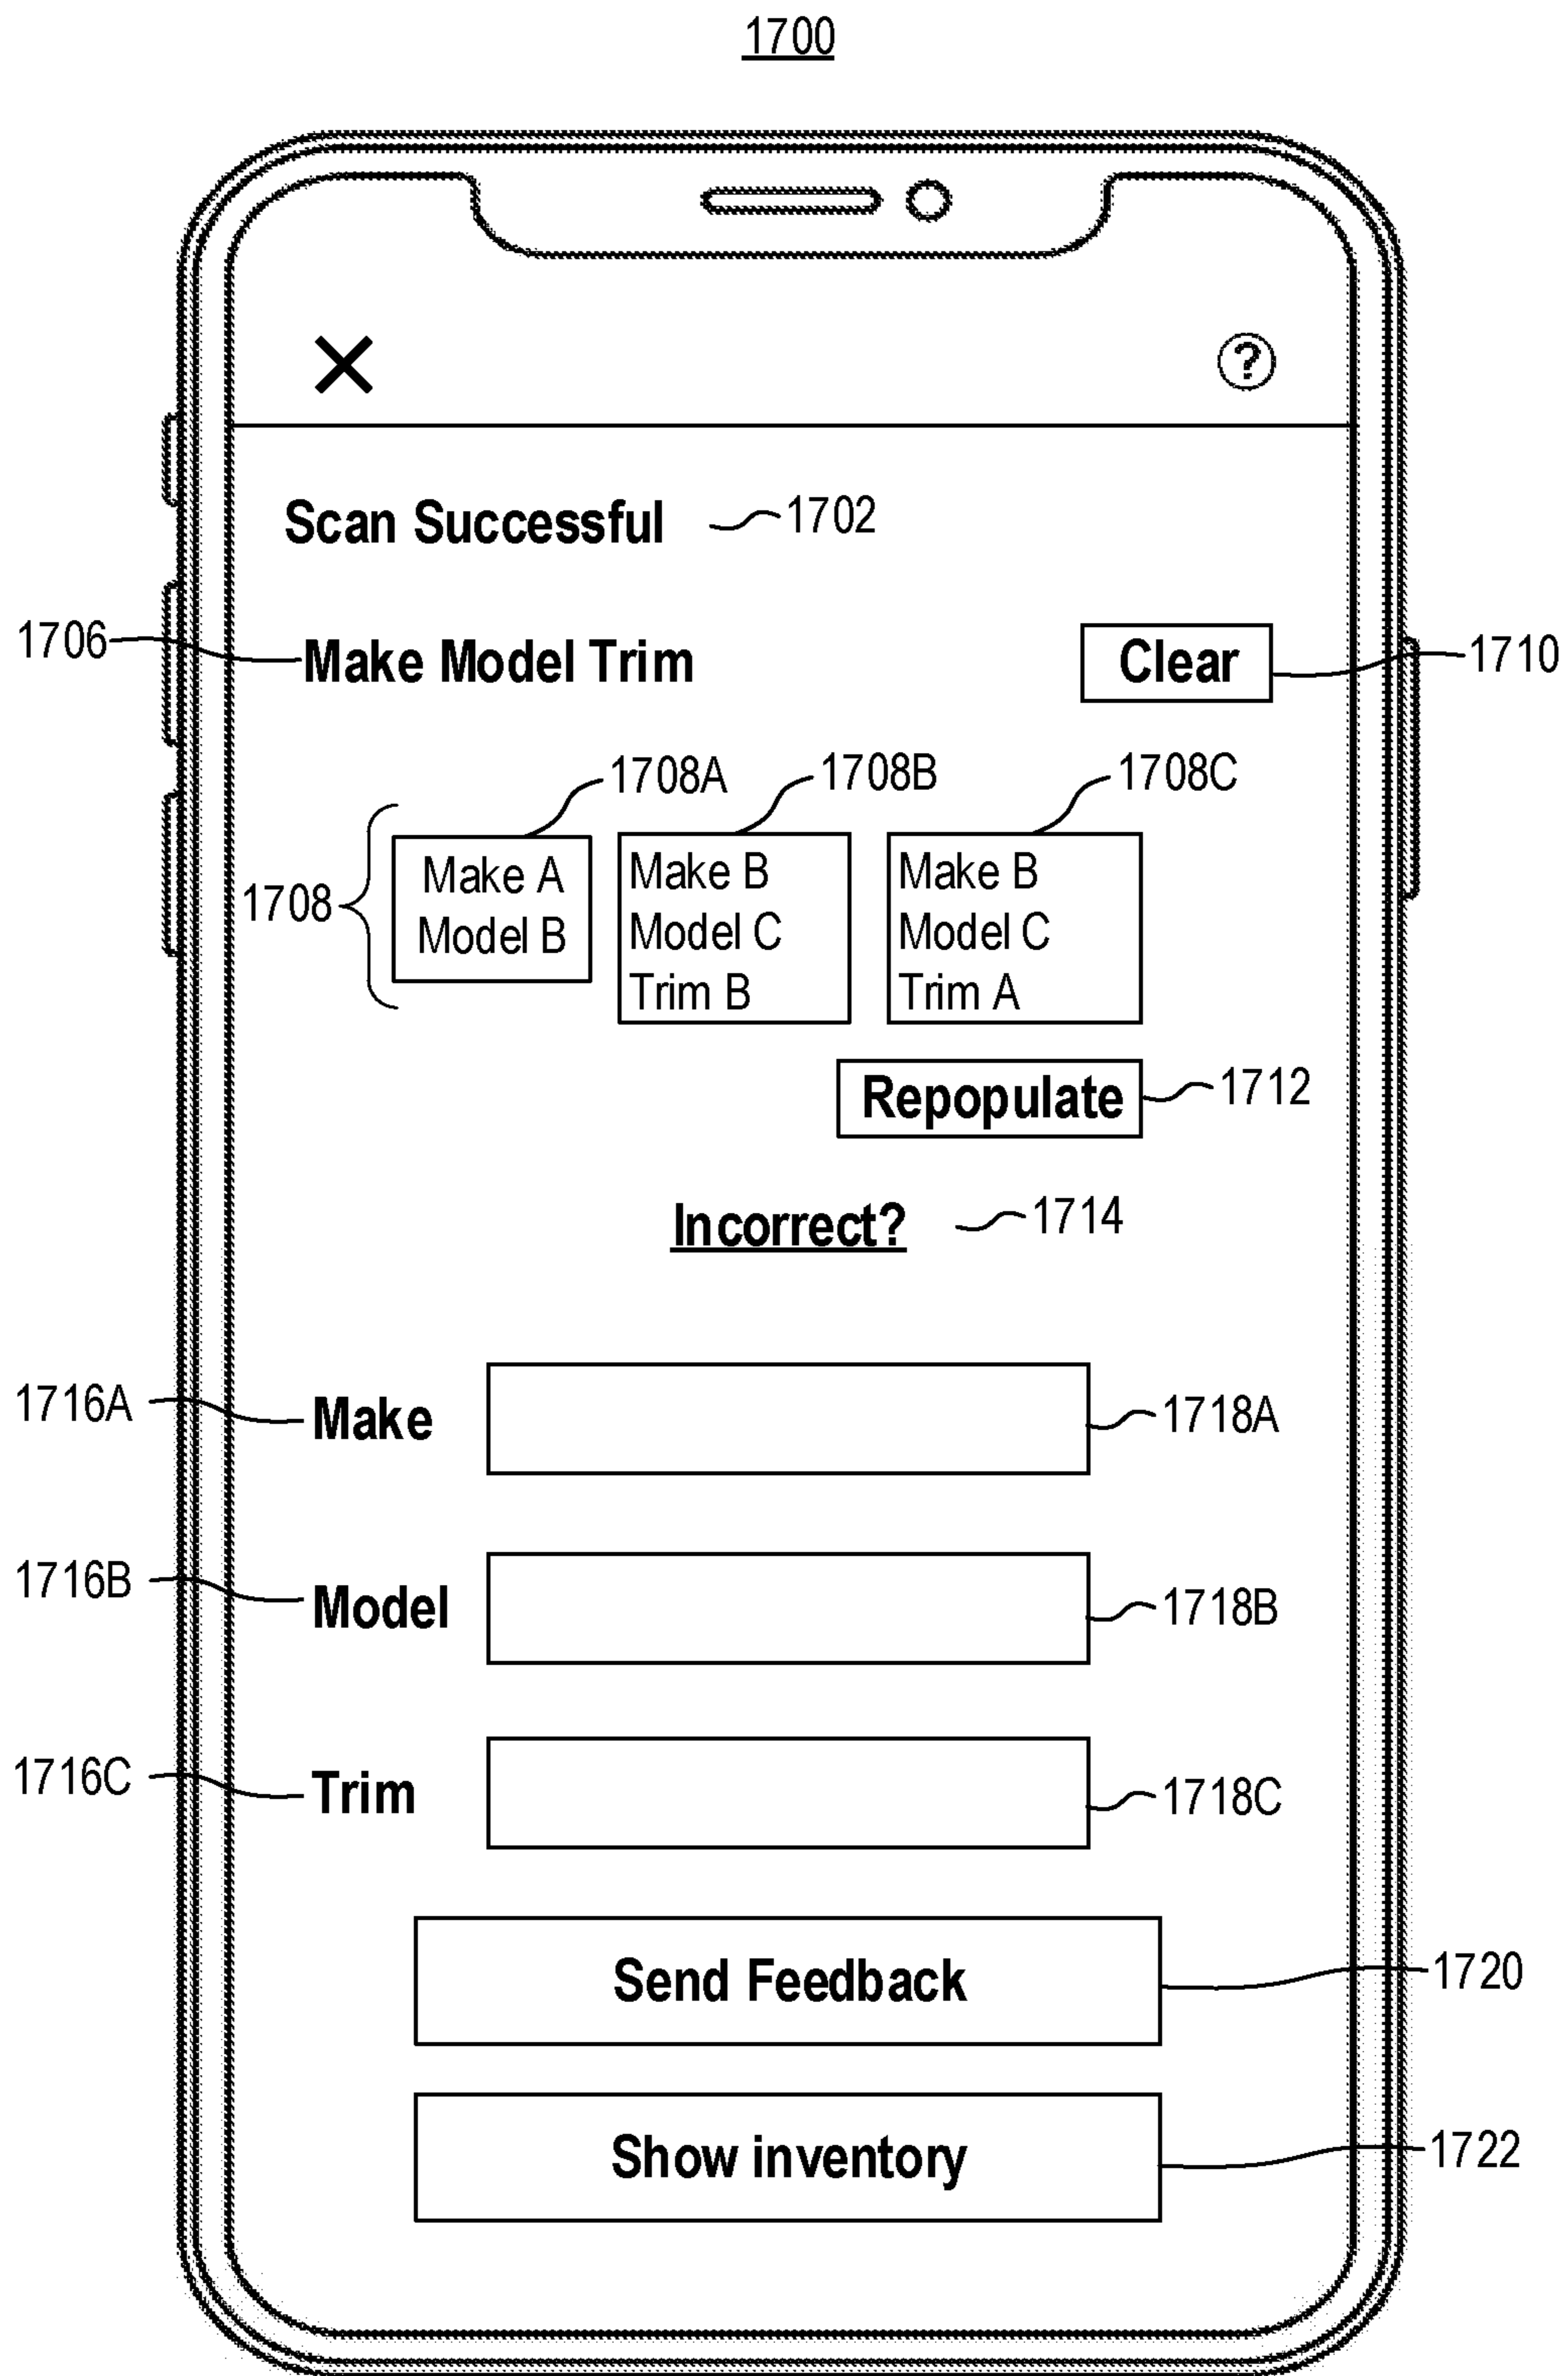 1700
?
Scan Successful 1702
1706 Make Model Trim Clear 1710
1708A 1708B 1708C
1708
Make A
Model B
Make B
Model C
Trim B
Make B
Model C
Trim A
Repopulate 1712
Incorrect? 1714
1716A Make 1718A
1716B Model 1718B
1716C Trim 1718C
Send Feedback 1720
Show inventory 1722